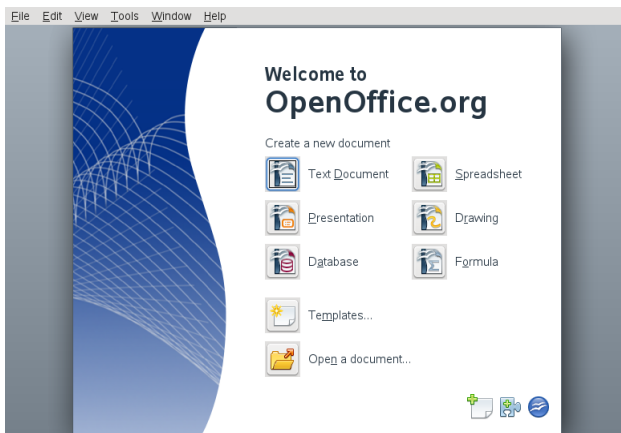 File Edit View Tools Window Help
Welcome to
OpenOffice.org
Create a new document
Text Document Spreadsheet
Presentation Drawing
Database Formula
Templates...
Open a document...